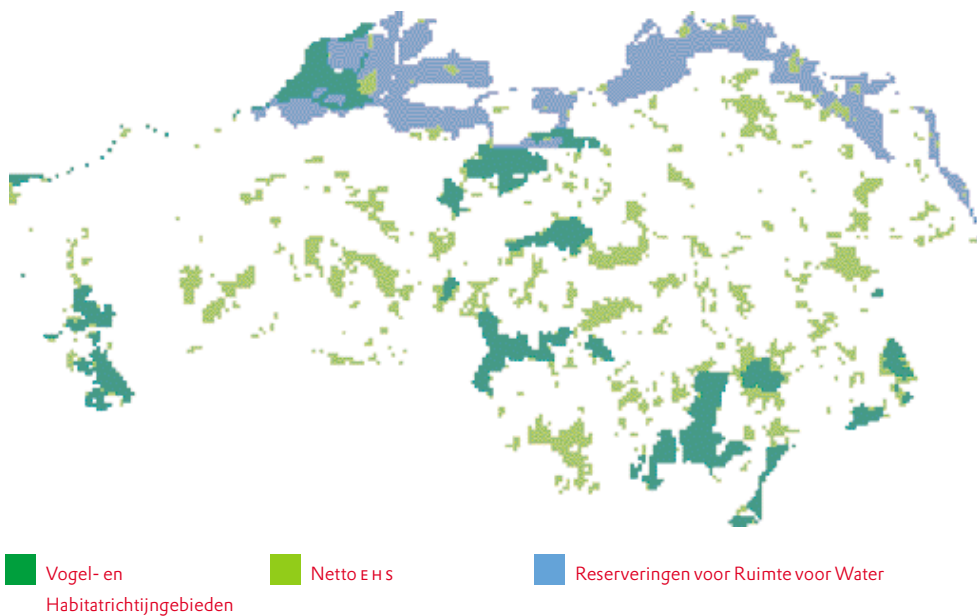 Vogel- en
Habitatrichtijngebieden
Netto EHS
Reserveringen voor Ruimte voor Water